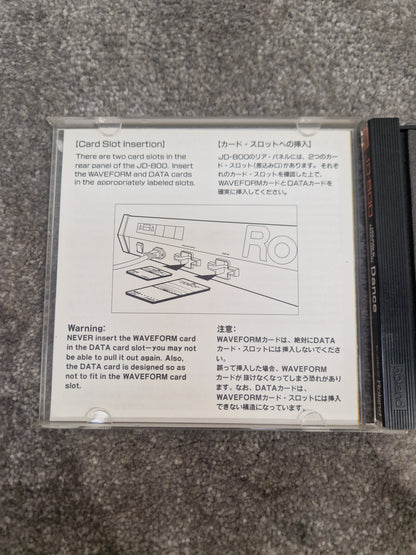 [Card Slot Insertion]
There are two card slots in the
rear panel of the JD-800. Insert
the WAVEFORM and DATA cards
in the appropriately labeled slots.
【カード・スロットへの挿入】
JD-800のリア・パネルには、2つのカー
ド・スロット(差込み口)があります。それぞ
れのカード・スロットを確認した上で、
WAVEFORMカードとDATAカードを
確実に挿入してください。
Ro
Warning:
NEVER insert the WAVEFORM card
in the DATA card slot—you may not
be able to pull it out again. Also,
the DATA card is designed so as
not to fit in the WAVEFORM card
slot.
注意:
WAVEFORMカードは、絶対にDATA
カード・スロットには挿入しないでださ
い。
誤って挿入した場合、WAVEFORM
カードが抜けなくなってしまう恐れがあり
ます。なお、DATAカードは、
WAVEFORMカード・スロットには挿入
できない構造になっています。
JD-800
Dance
Roland